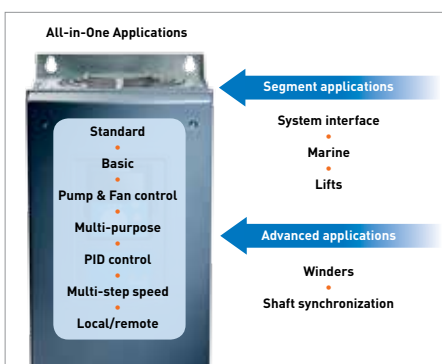 All-in-One Applications
Standard
Basic
Pump & Fan control
Multi-purpose
PID control
Multi-step speed
Local/remote
Segment applications
System interface
Marine
Lifts
Advanced applications
Winders
Shaft synchronization